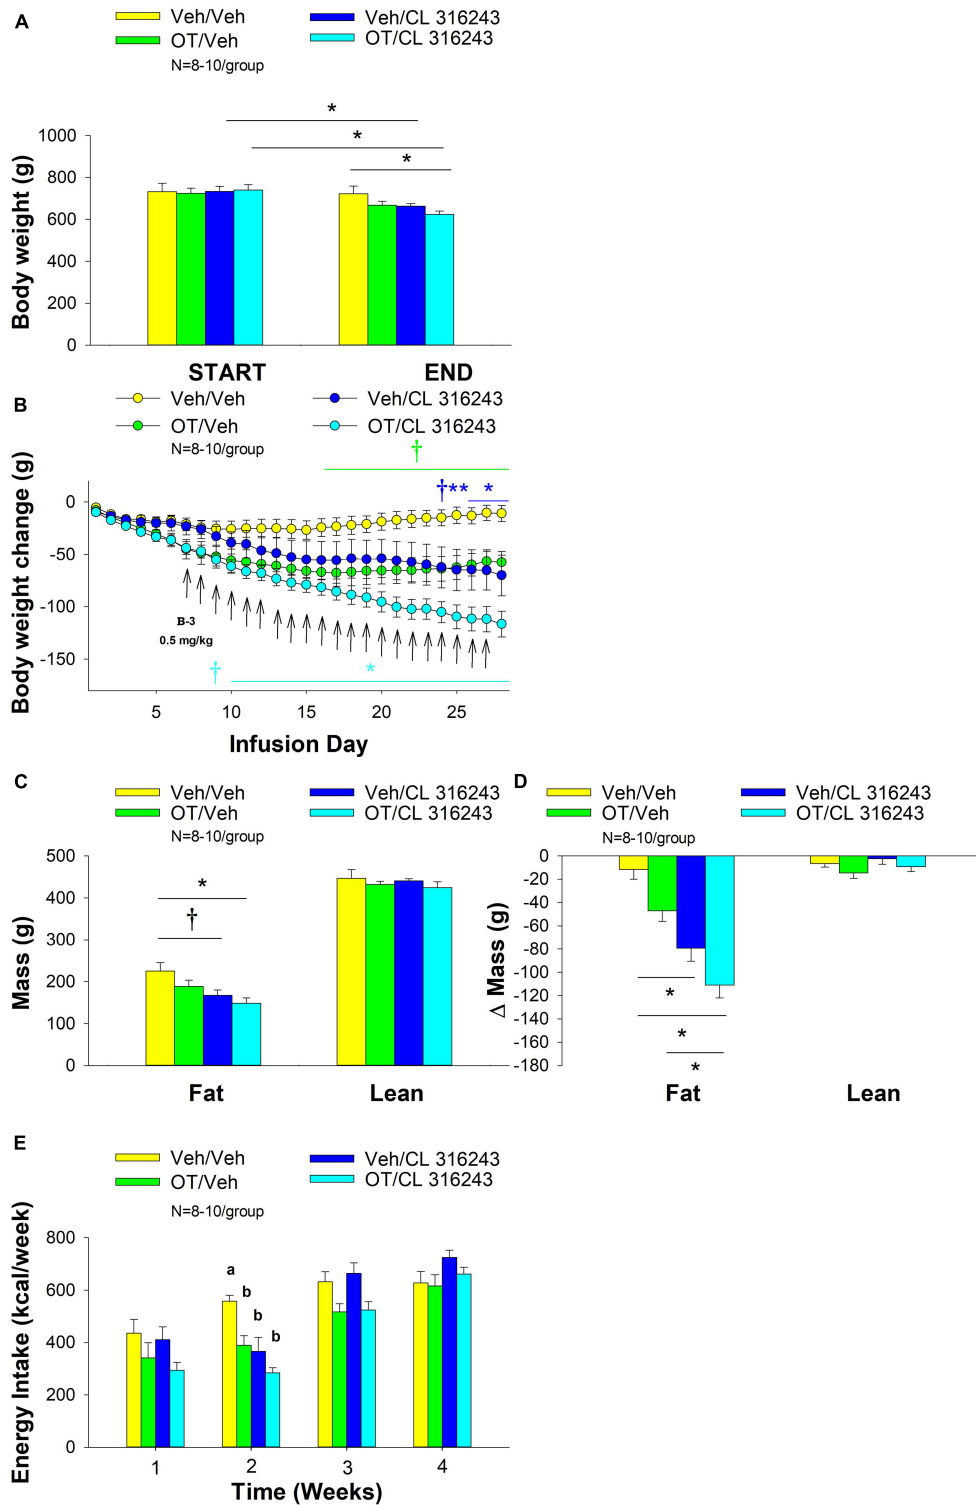 A
Veh/Veh
Veh/CL 316243
OT/Veh
OT/CL 316243
N=8-10/group
*
*
*
Body weight (g)
1000
800
600
400
200
0
START
END
B
Veh/Veh
Veh/CL 316243
OT/Veh
OT/CL 316243
N=8-10/group
†
†** *
Body weight change (g)
0
-50
-100
-150
B-3
0.5 mg/kg
† *
5 10 15 20 25
Infusion Day
C
Veh/Veh
Veh/CL 316243
OT/Veh
OT/CL 316243
N=8-10/group
Mass (g)
500
400
300
200
100
0
*
†
Fat
Lean
D
Veh/Veh
Veh/CL 316243
OT/Veh
OT/CL 316243
N=8-10/group
Δ Mass (g)
0
-20
-40
-60
-80
-100
-120
-140
-160
-180
*
*
*
Fat
Lean
E
Veh/Veh
Veh/CL 316243
OT/Veh
OT/CL 316243
N=8-10/group
Energy Intake (kcal/week)
800
600
400
200
0
a
b
b
b
1 2 3 4
Time (Weeks)